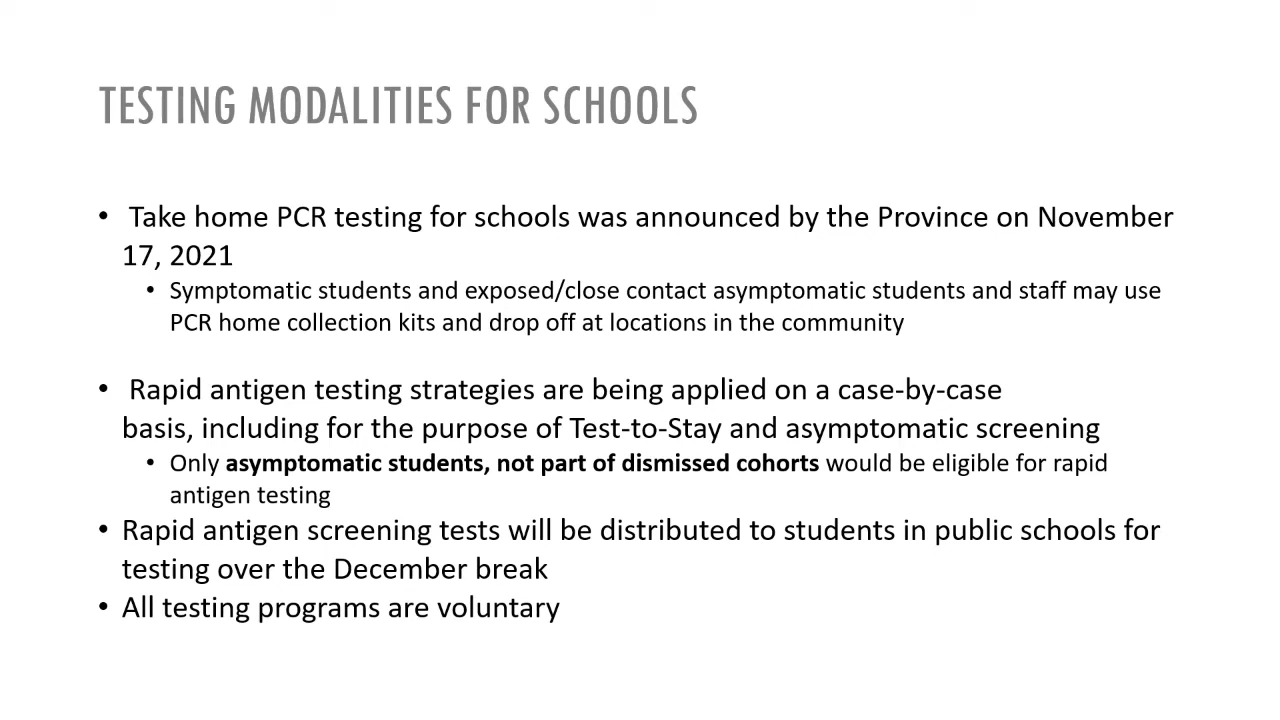 TESTING MODALITIES FOR SCHOOLS
• Take home PCR testing for schools was announced by the Province on November
17, 2021
• Symptomatic students and exposed/close contact asymptomatic students and staff may use
PCR home collection kits and drop off at locations in the community
• Rapid antigen testing strategies are being applied on a case-by-case
basis, including for the purpose of Test-to-Stay and asymptomatic screening
• Only asymptomatic students, not part of dismissed cohorts would be eligible for rapid
antigen testing
• Rapid antigen screening tests will be distributed to students in public schools for
testing over the December break
• All testing programs are voluntary